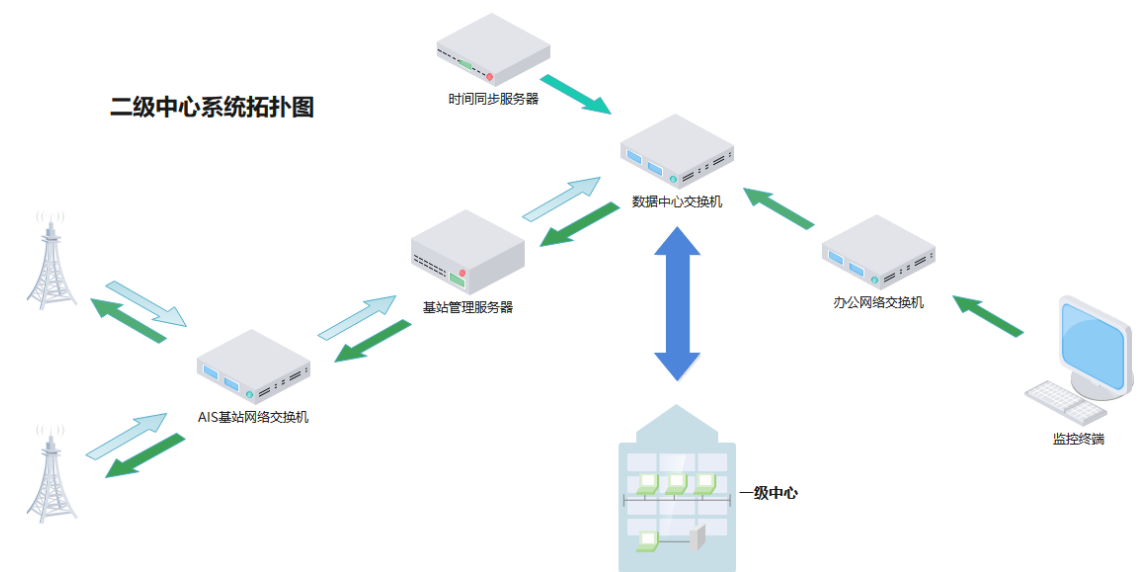 二级中心系统拓扑图
时间同步服务器
数据中心交换机
基站管理服务器
办公网络交换机
AIS基站网络交换机
监控终端
一级中心